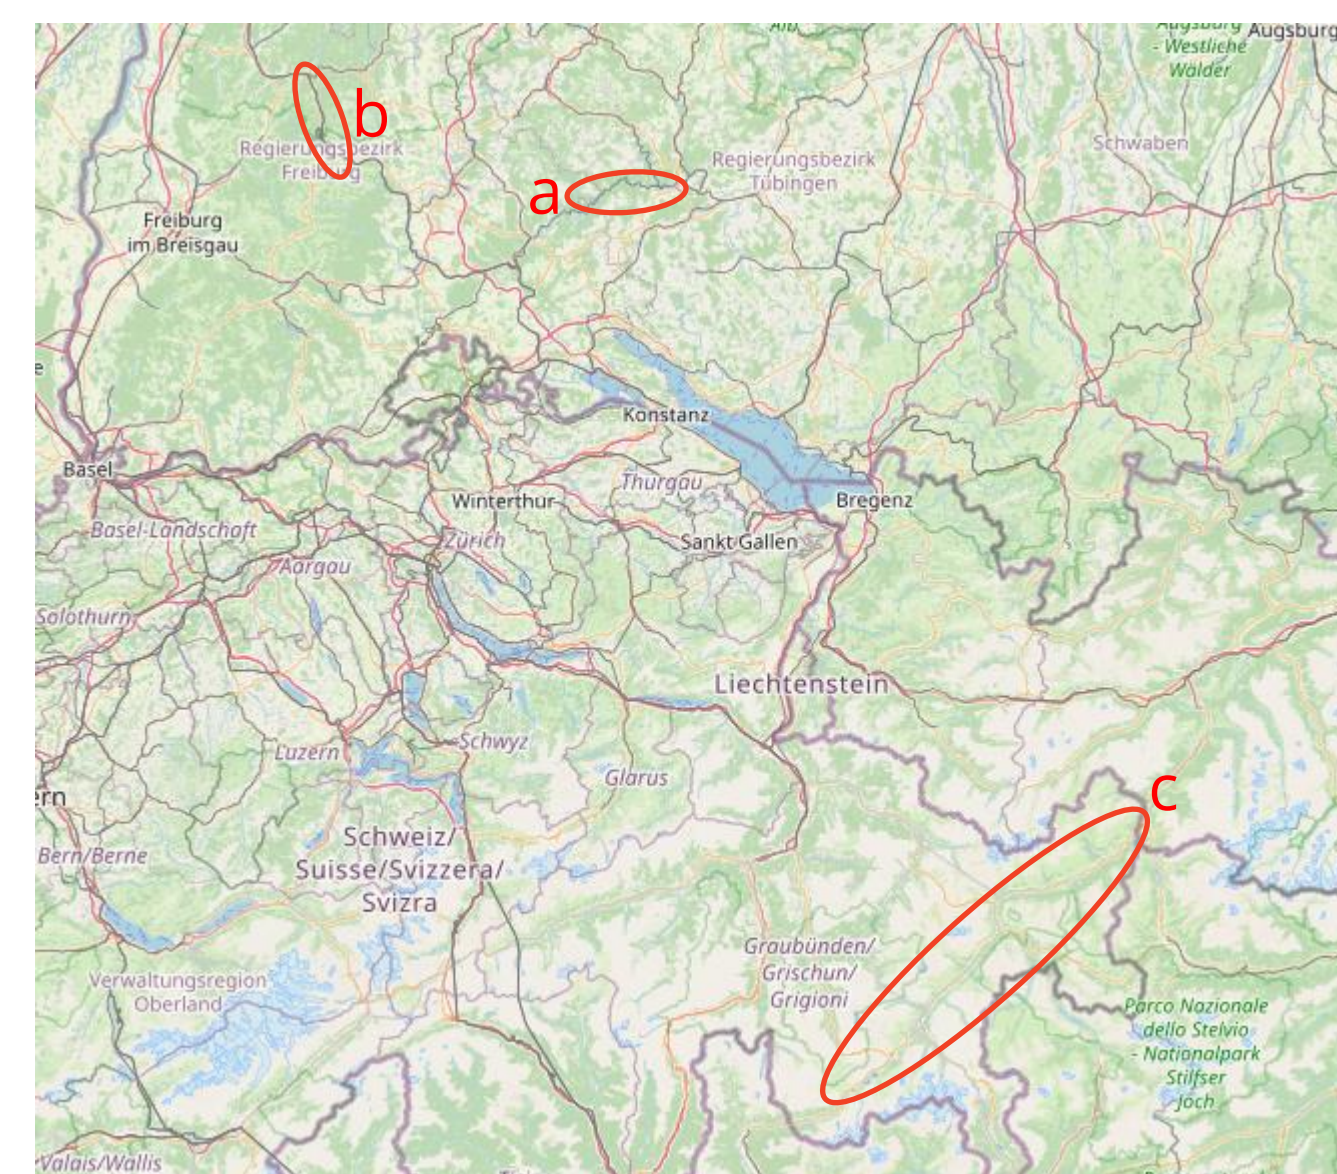 Augsburg
- Westliche
Wälder
Augsburg
Alb
b
Regierungsbezirk
Freiburg
Schwaben
Regierungsbezirk
Tübingen
a
Freiburg
im Breisgau
e
Konstanz
Basel
Thurgau
Winterthur
Bregenz
Basel-Landschaft
Zürich
Sankt Gallen
Aargau
Solothurn
Liechtenstein
Luzern
Schwyz
Glarus
c
ern
Schweiz/
Suisse/Svizzera/
Svizra
Bern/Berne
Graubünden/
Grischun/
Grigioni
Verwaltungsregion
Oberland
Parco Nazionale
dello Stelvio
- Nationalpark
Stilfser
Joch
Valais/Wallis